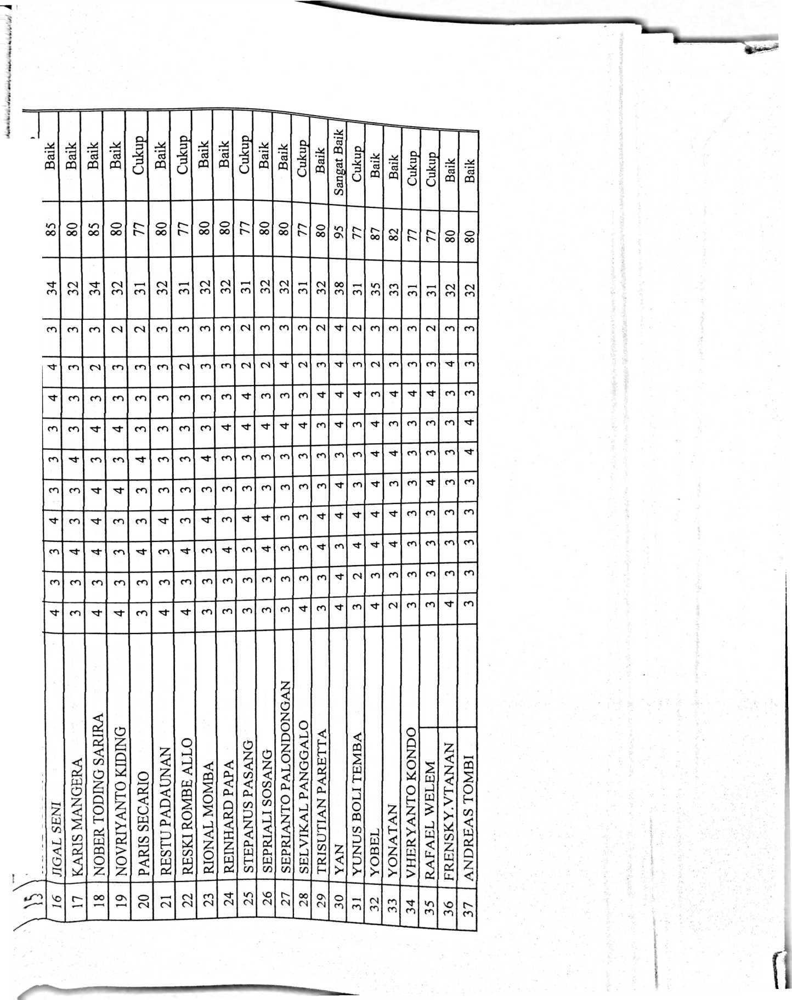 15
16 JIGAL SENI 4 3 3 4 3 3 3 4 4 3 34 85 Baik
17 KARIS MANGERA 3 3 4 3 3 4 3 3 3 3 32 80 Baik
18 NOBER TODING SARIRA 4 3 4 4 4 3 4 3 2 3 34 85 Baik
19 NOVRIYANTO KIDING 4 3 3 3 4 3 4 3 3 2 32 80 Baik
20 PARIS SECARIO 3 3 4 3 3 4 3 3 3 2 31 77 Cukup
21 RESTU PADAUNAN 4 3 3 4 3 3 3 3 3 3 32 80 Baik
22 RESKI ROMBE ALLO 4 3 4 3 3 3 3 3 2 3 31 77 Cukup
23 RIONAL MOMBA 3 3 3 4 3 4 3 3 3 3 32 80 Baik
24 REINHARD PAPA 3 3 4 3 3 3 4 3 3 3 32 80 Baik
25 STEPANUS PASANG 3 3 3 4 3 3 4 4 2 2 31 77 Cukup
26 SEPRIALI SOSANG 3 3 4 4 3 3 4 3 2 3 32 80 Baik
27 SEPRIANTO PALONDONGAN 3 3 3 3 3 3 4 3 4 3 32 80 Baik
28 SELVIKAL PANGGALO 4 3 3 3 3 3 4 3 2 3 31 77 Cukup
29 TRISUTIAN PARETTA 3 3 4 4 3 3 3 4 3 2 32 80 Baik
30 YAN 4 4 3 4 4 3 4 4 4 4 38 95 Sangat Baik
31 YUNUS BOLI TEMBA 3 2 4 4 3 3 3 4 3 2 31 77 Cukup
32 YOBEL 4 3 4 4 4 4 4 3 2 3 35 87 Baik
33 YONATAN 2 3 4 4 3 4 3 4 3 3 33 82 Baik
34 VHERYANTO KONDO 3 3 3 3 3 3 3 4 3 3 31 77 Cukup
35 RAFAEL WELEM 3 3 3 3 4 3 3 4 3 2 31 77 Cukup
36 FRENSKY.VTANAN 4 3 3 3 3 3 3 3 4 3 32 80 Baik
37 ANDREAS TOMBI 3 3 3 3 3 4 4 3 3 3 32 80 Baik